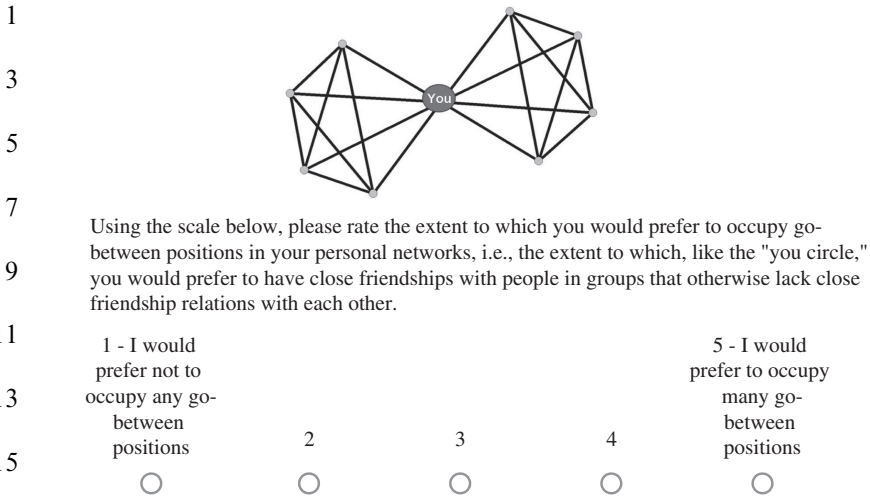 1
You
3
5
7
Using the scale below, please rate the extent to which you would prefer to occupy go-
between positions in your personal networks, i.e., the extent to which, like the "you circle,"
9
you would prefer to have close friendships with people in groups that otherwise lack close
friendship relations with each other.
1
1 - I would
prefer not to
occupy any go-
between
positions
2
3
4
5 - I would
prefer to occupy
many go-
between
positions
3
5